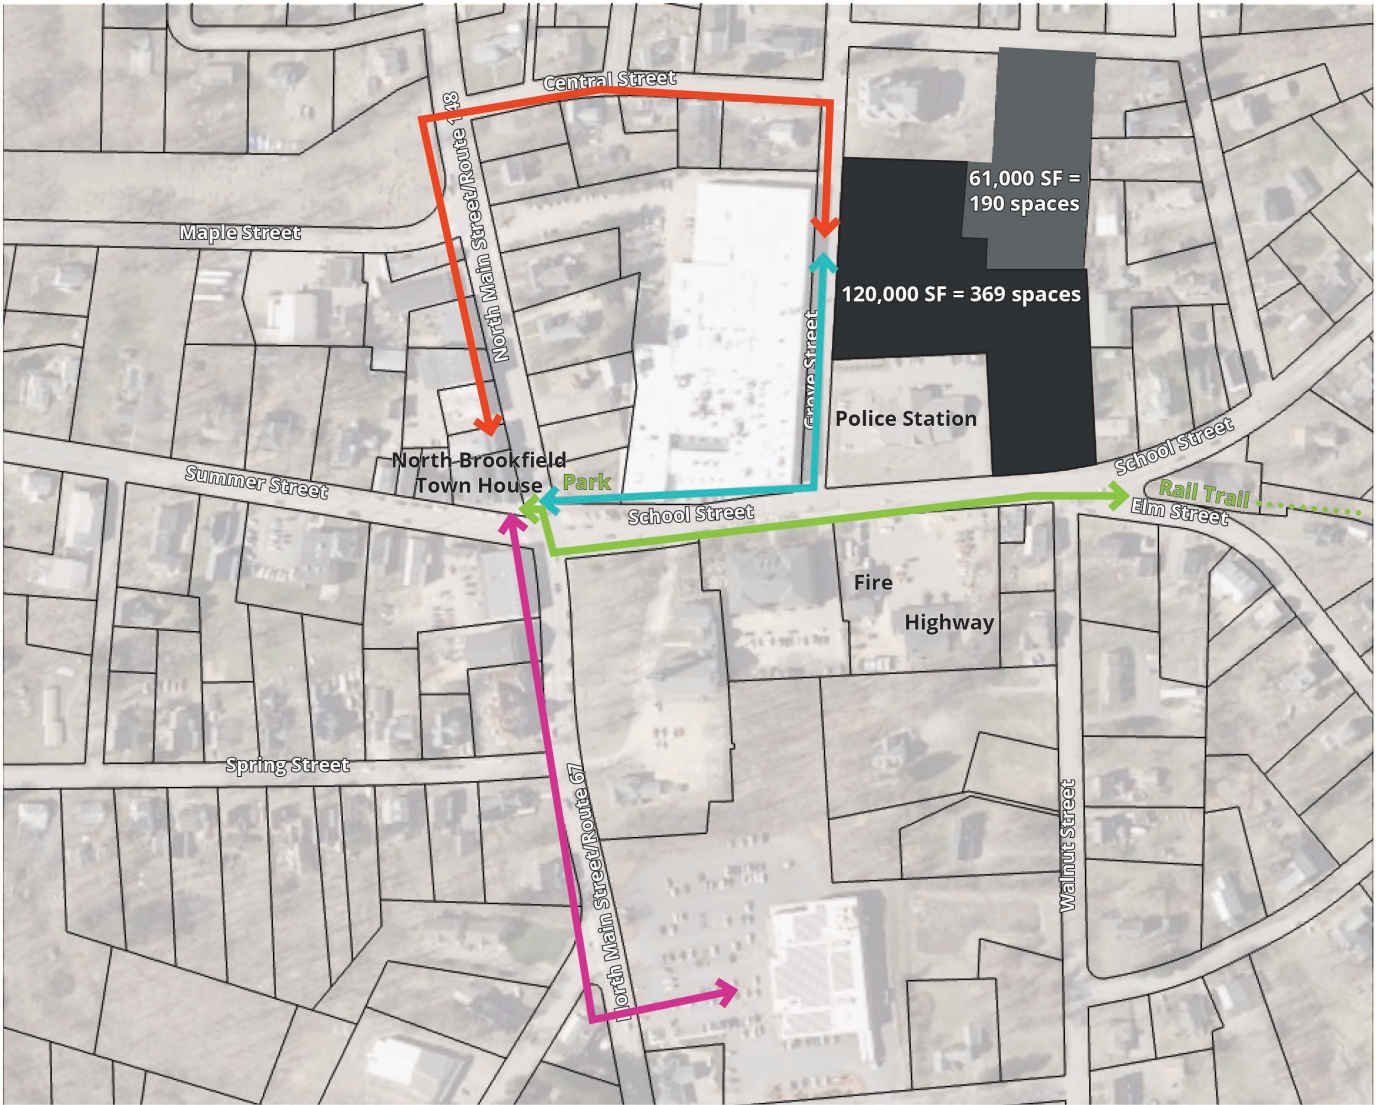 Central Street
North Main Street/Route 148
61,000 SF =
190 spaces
Maple Street
120,000 SF = 369 spaces
Grove Street
Police Station
School Street
North Brookfield
Town House
Park
Summer Street
Rail Trail
School Street
Elm Street
Fire
Highway
Spring Street
North Main Street/Route 67
Walnut Street